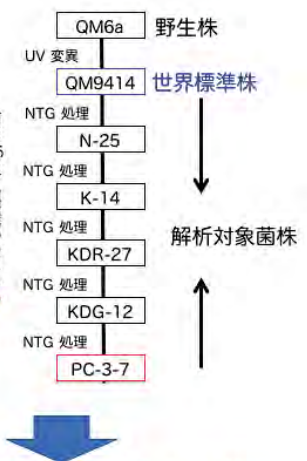 QM6a 野生株
UV 変異
QM9414 世界標準株
NTG 処理
N-25
NTG 処理
K-14
NTG 処理
解析対象菌株
KDR-27
NTG 処理
KDG-12
NTG 処理
PC-3-7